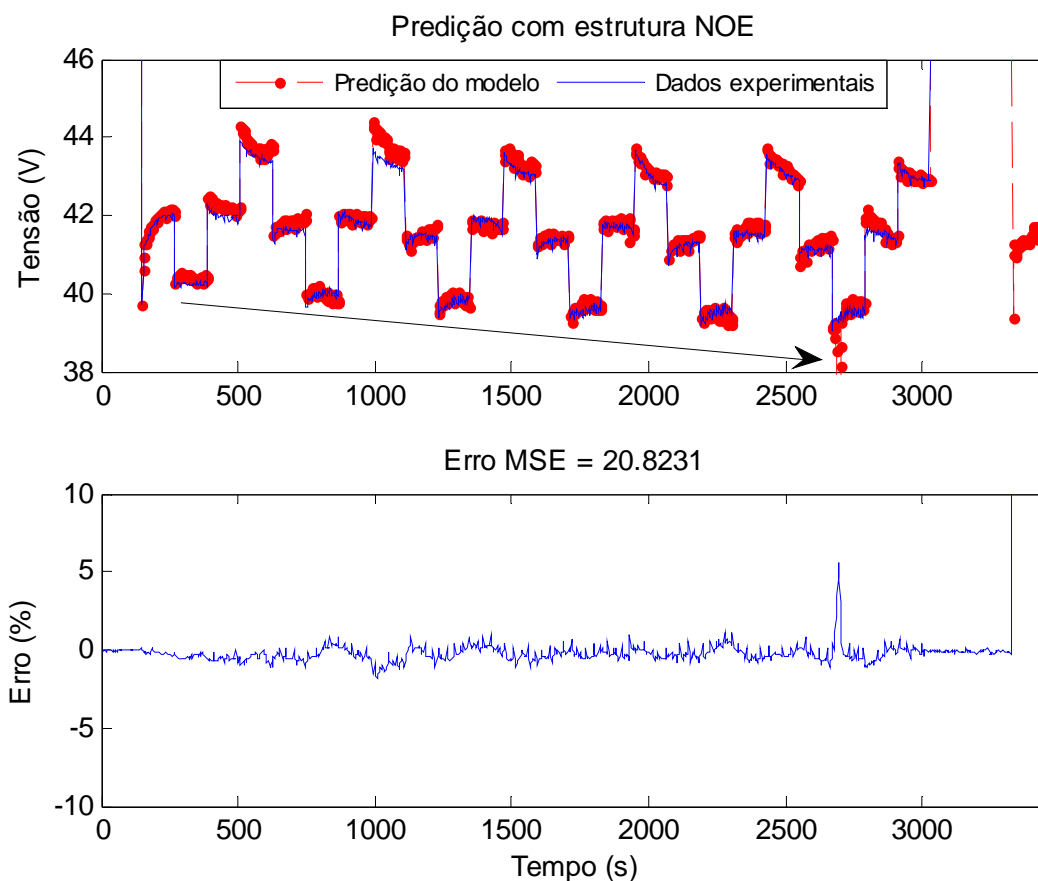 Predição com estrutura NOE
Predição do modelo
Dados experimentais
Tensão (V)
46
44
42
40
38
0 500 1000 1500 2000 2500 3000
Erro MSE = 20.8231
Erro (%)
10
5
0
-5
-10
0 500 1000 1500 2000 2500 3000
Tempo (s)